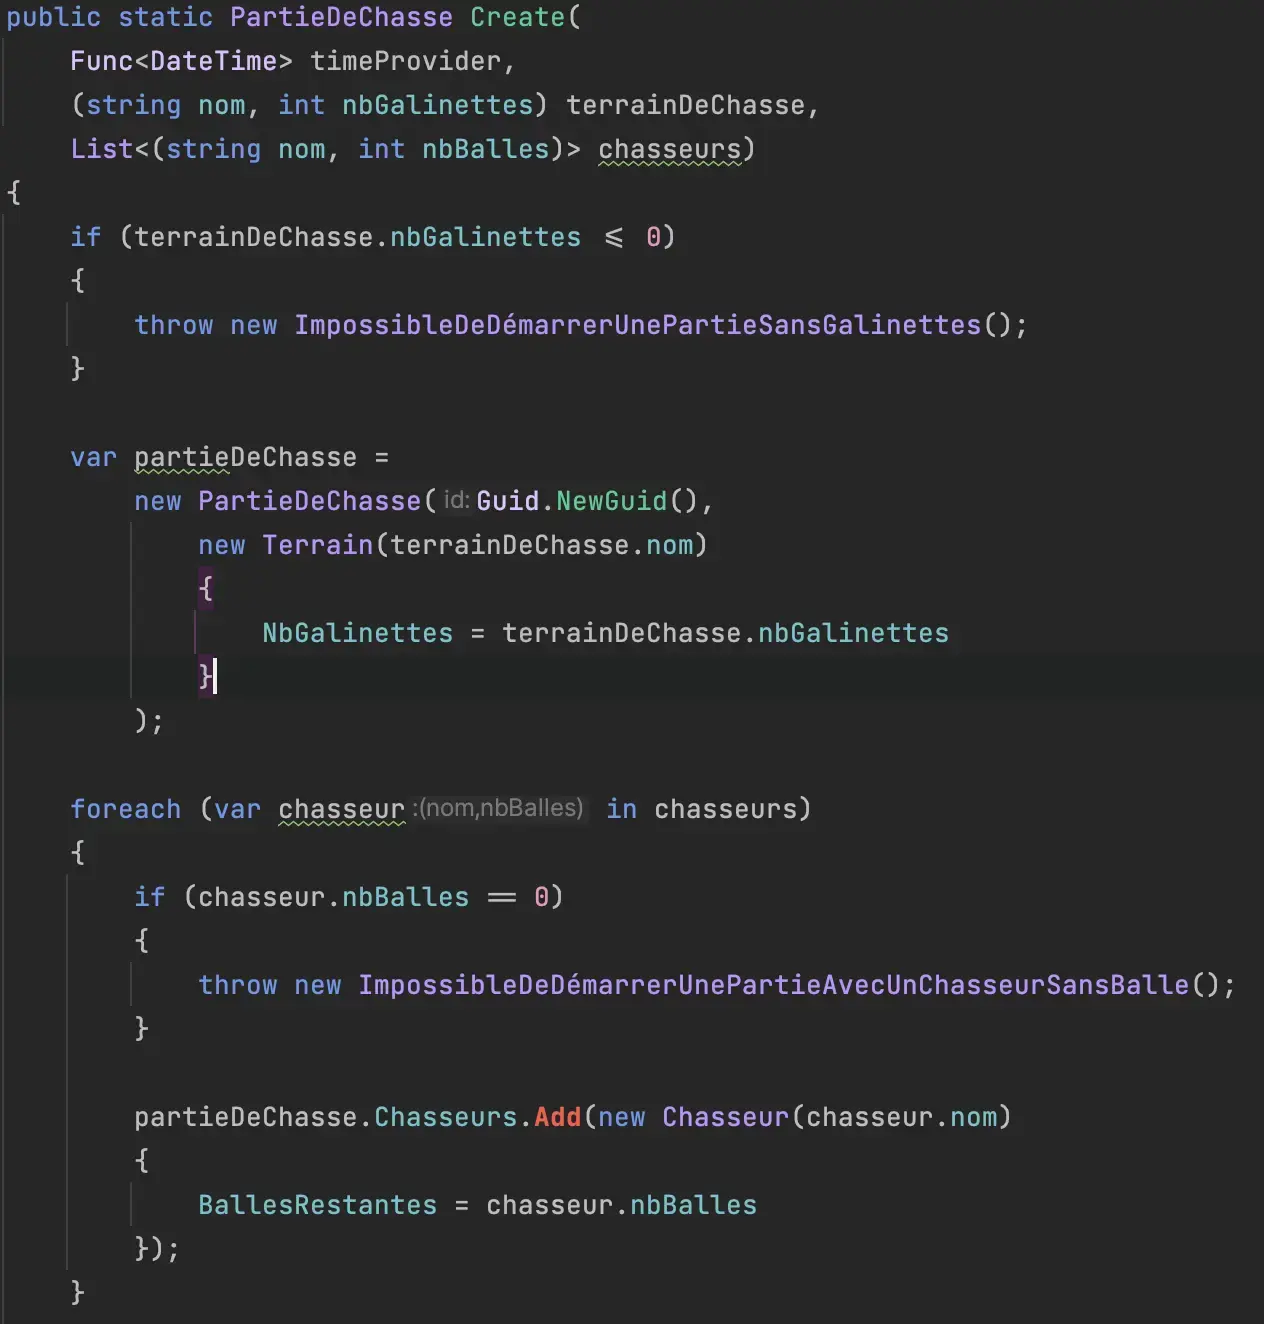 public static PartieDeChasse Create(
Func<DateTime> timeProvider,
(string nom, int nbGalinettes) terrainDeChasse,
List<(string nom, int nbBalles)> chasseurs)
{
if (terrainDeChasse.nbGalinettes <= 0)
{
throw new ImpossibleDeDémarrerUnePartieSansGalinettes();
}
var partieDeChasse =
new PartieDeChasse( id: Guid.NewGuid(),
new Terrain(terrainDeChasse.nom)
{
NbGalinettes = terrainDeChasse.nbGalinettes
}
);
foreach (var chasseur :(nom,nbBalles) in chasseurs)
{
if (chasseur.nbBalles == 0)
{
throw new ImpossibleDeDémarrerUnePartieAvecUnChasseurSansBalle();
}
partieDeChasse.Chasseurs.Add(new Chasseur(chasseur.nom)
{
BallesRestantes = chasseur.nbBalles
});
}